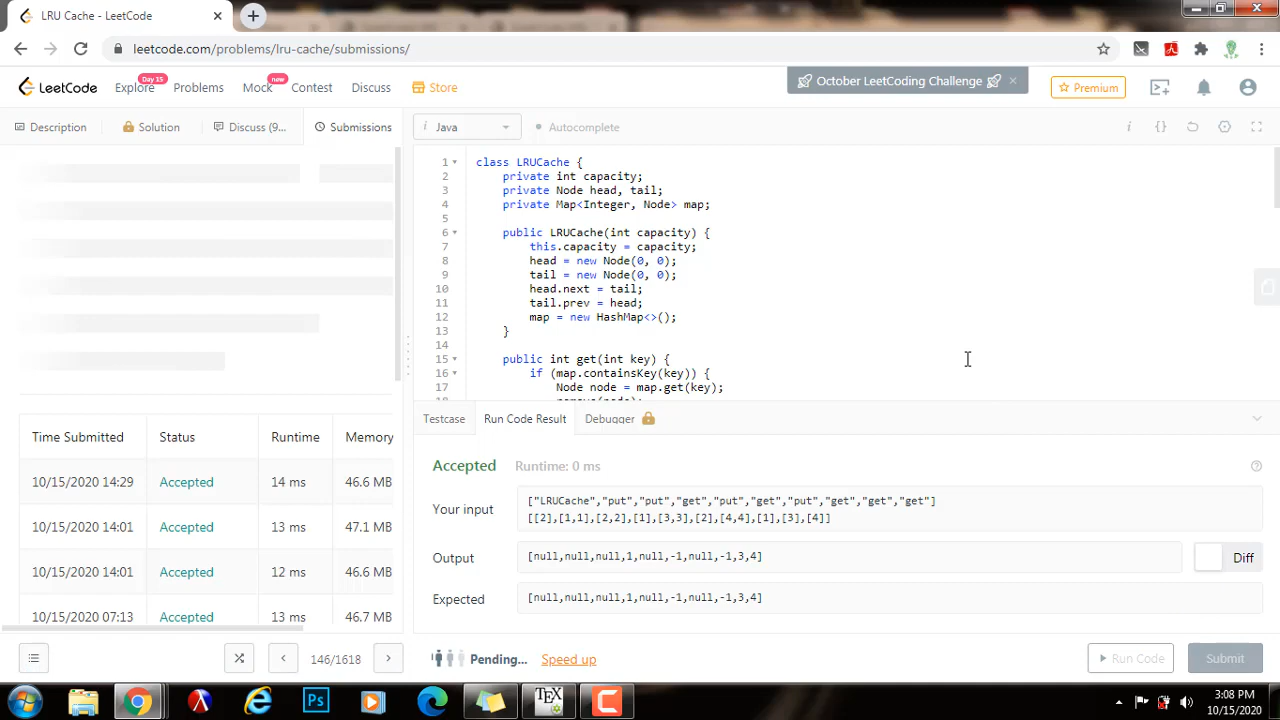 LRU Cache - LeetCode
leetcode.com/problems/lru-cache/submissions/
LeetCode
Explore
Day 15
Problems
Mock
new
Contest
Discuss
Store
October LeetCoding Challenge
Premium
Description
Solution
Discuss (9...
Submissions
Java
Autocomplete
1 class LRUCache {
2 private int capacity;
3 private Node head, tail;
4 private Map<Integer, Node> map;
5
6 public LRUCache(int capacity) {
7 this.capacity = capacity;
8 head = new Node(0, 0);
9 tail = new Node(0, 0);
10 head.next = tail;
11 tail.prev = head;
12 map = new HashMap<>();
13 }
14
15 public int get(int key) {
16 if (map.containsKey(key)) {
17 Node node = map.get(key);
Testcase
Run Code Result
Debugger
Accepted
Runtime: 0 ms
Your input
["LRUCache","put","put","get","put","get","put","get","get","get"]
[[2],[1,1],[2,2],[1],[3,3],[2],[4,4],[1],[3],[4]]
Output
[null,null,null,1,null,-1,null,-1,3,4]
Diff
Expected
[null,null,null,1,null,-1,null,-1,3,4]
Time Submitted Status Runtime Memory
10/15/2020 14:29 Accepted 14 ms 46.6 MB
10/15/2020 14:01 Accepted 13 ms 47.1 MB
10/15/2020 14:01 Accepted 12 ms 46.6 MB
10/15/2020 07:13 Accepted 13 ms 46.7 MB
146/1618
Pending...
Speed up
Run Code
Submit
Ps
TEX
3:08 PM
10/15/2020